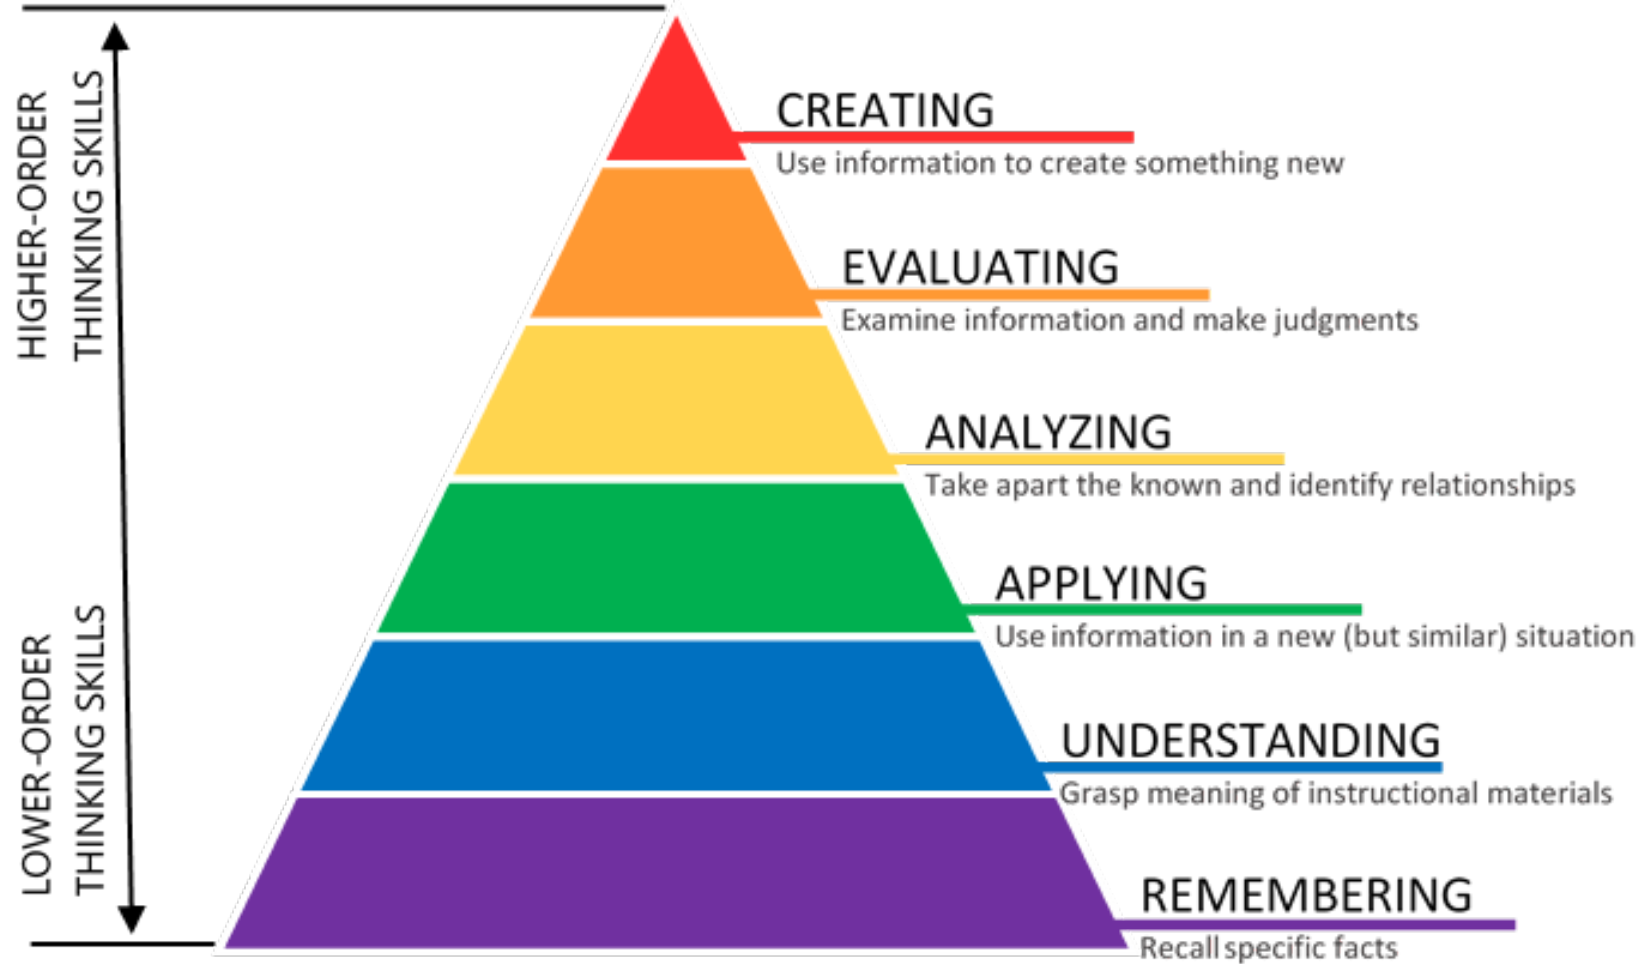 HIGHER-ORDER
THINKING SKILLS
LOWER-ORDER
THINKING SKILLS
CREATING
Use information to create something new
EVALUATING
Examine information and make judgments
ANALYZING
Take apart the known and identify relationships
APPLYING
Use information in a new (but similar) situation
UNDERSTANDING
Grasp meaning of instructional materials
REMEMBERING
Recall specific facts